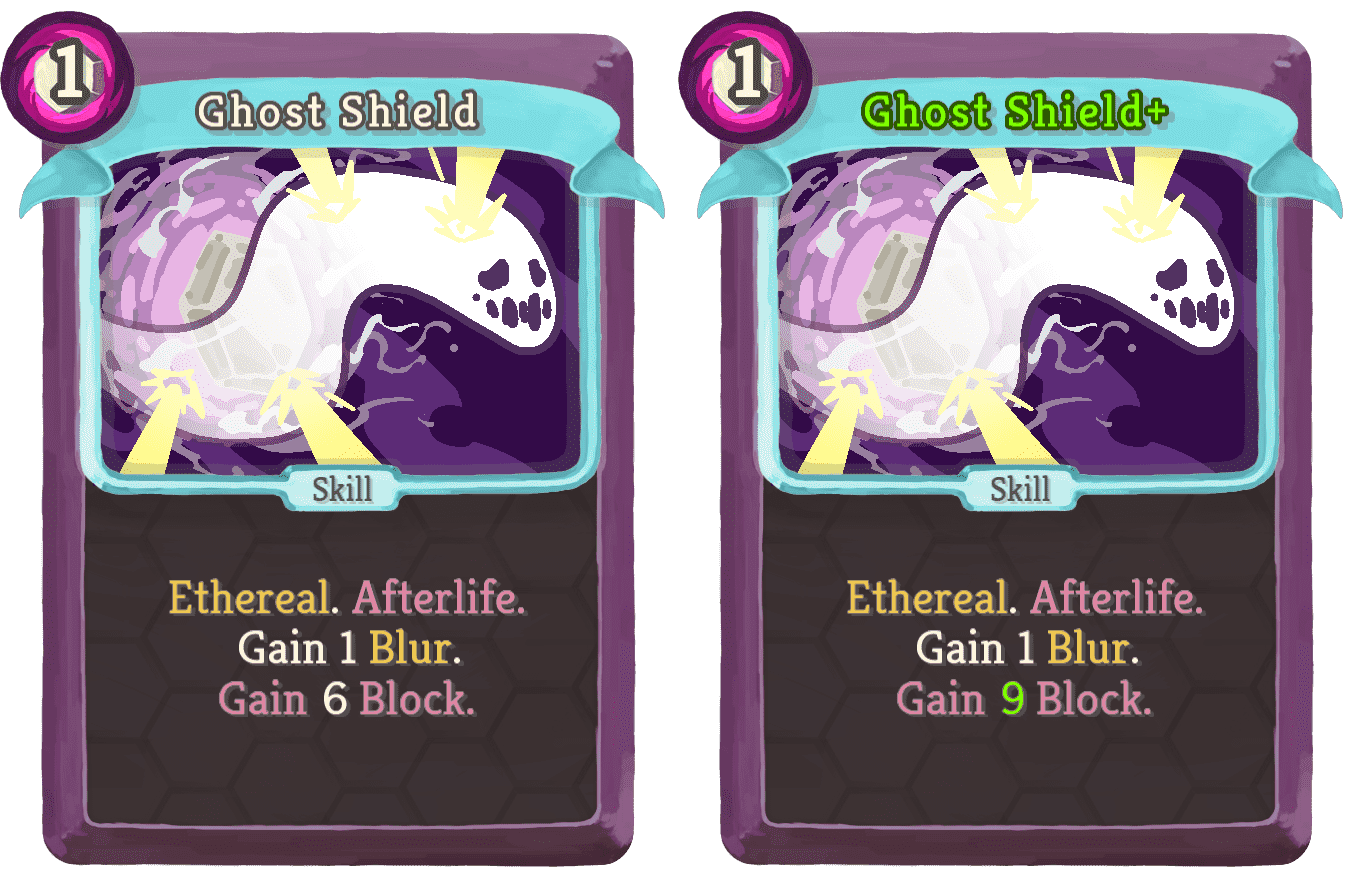 1
Ghost Shield
Skill
Ethereal. Afterlife.
Gain 1 Blur.
Gain 6 Block.
1
Ghost Shield+
Skill
Ethereal. Afterlife.
Gain 1 Blur.
Gain 9 Block.